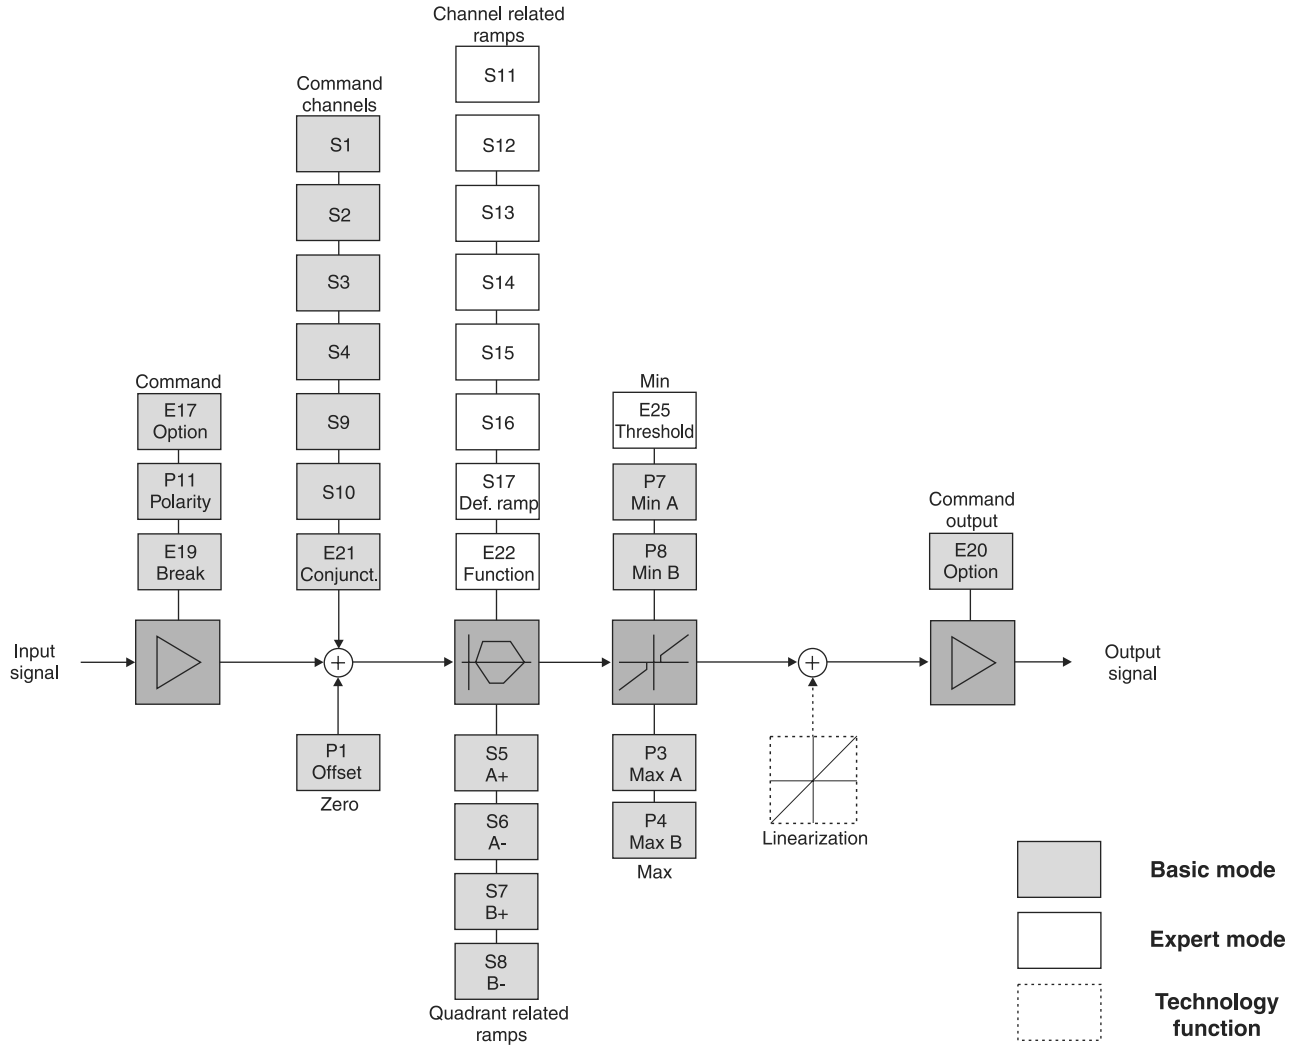 Channel related
ramps
S11
S12
S13
S14
S15
S16
S17
Def. ramp
E22
Function
Command
channels
S1
S2
S3
S4
S9
S10
E21
Conjunct.
Command
E17
Option
P11
Polarity
E19
Break
Min
E25
Threshold
P7
Min A
P8
Min B
Command
output
E20
Option
Input
signal
Output
signal
P1
Offset
Zero
S5
A+
S6
A-
S7
B+
S8
B-
Quadrant related
ramps
P3
Max A
P4
Max B
Max
Linearization
Basic mode
Expert mode
Technology
function